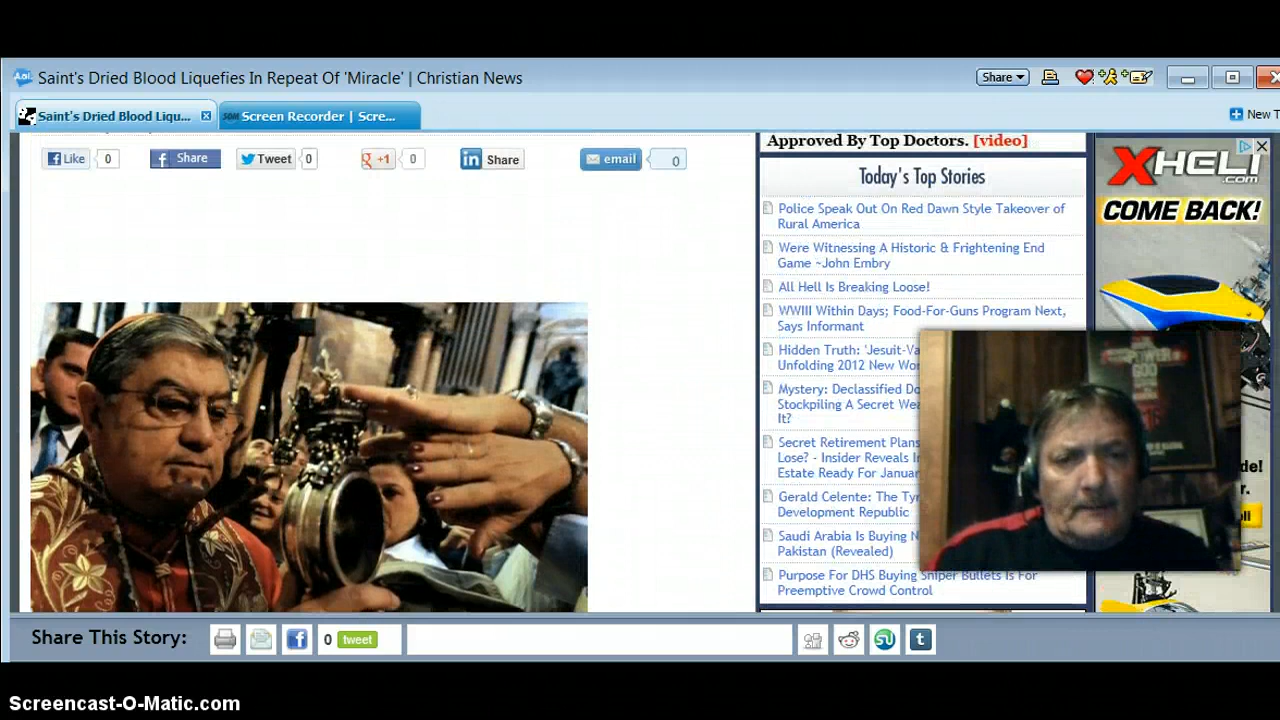 Saint's Dried Blood Liquefies In Repeat Of 'Miracle' | Christian News
Share
Saint's Dried Blood Liqu...
Screen Recorder | Scre...
New T
Like 0
Share
Tweet 0
+1 0
Share
email 0
Approved By Top Doctors. [video]
Today's Top Stories
Police Speak Out On Red Dawn Style Takeover of
Rural America
Were Witnessing A Historic & Frightening End
Game ~John Embry
All Hell Is Breaking Loose!
WWIII Within Days; Food-For-Guns Program Next,
Says Informant
Hidden Truth: 'Jesuit-Va
Unfolding 2012 New Wor
Mystery: Declassified Do
Stockpiling A Secret Wea
It?
Secret Retirement Plans
Lose? - Insider Reveals I
Estate Ready For Januar
Gerald Celente: The Tyr
Development Republic
Saudi Arabia Is Buying N
Pakistan (Revealed)
Purpose For DHS Buying Sniper Bullets Is For
Preemptive Crowd Control
XHELI
.com
COME BACK!
POWER
GOD
Share This Story:
0 tweet
Screencast-O-Matic.com